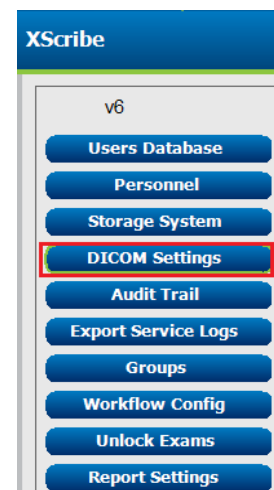 XScribe
v6
Users Database
Personnel
Storage System
DICOM Settings
Audit Trail
Export Service Logs
Groups
Workflow Config
Unlock Exams
Report Settings